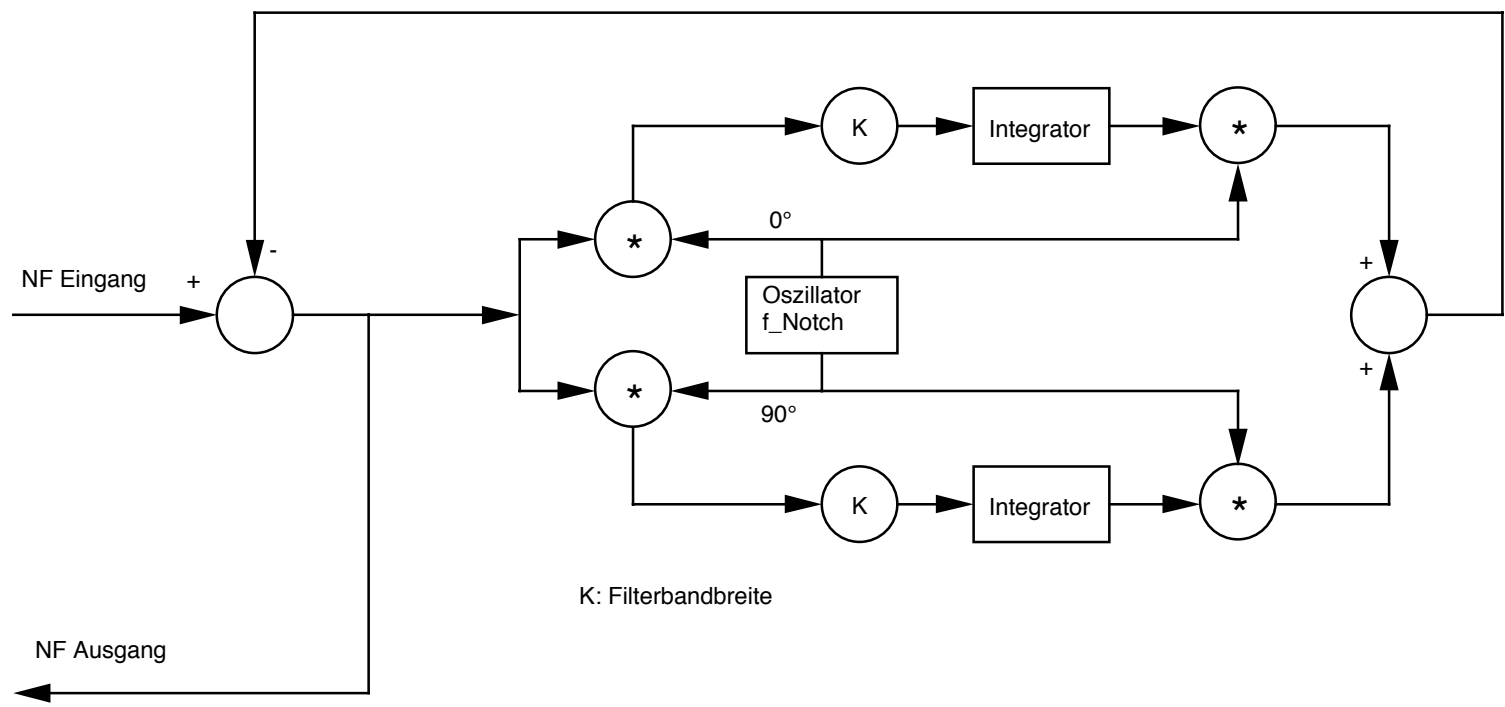 K
Integrator
*
0°
*
-
NF Eingang
+
+
Oszillator
f_Notch
*
+
90°
K
Integrator
*
K: Filterbandbreite
NF Ausgang